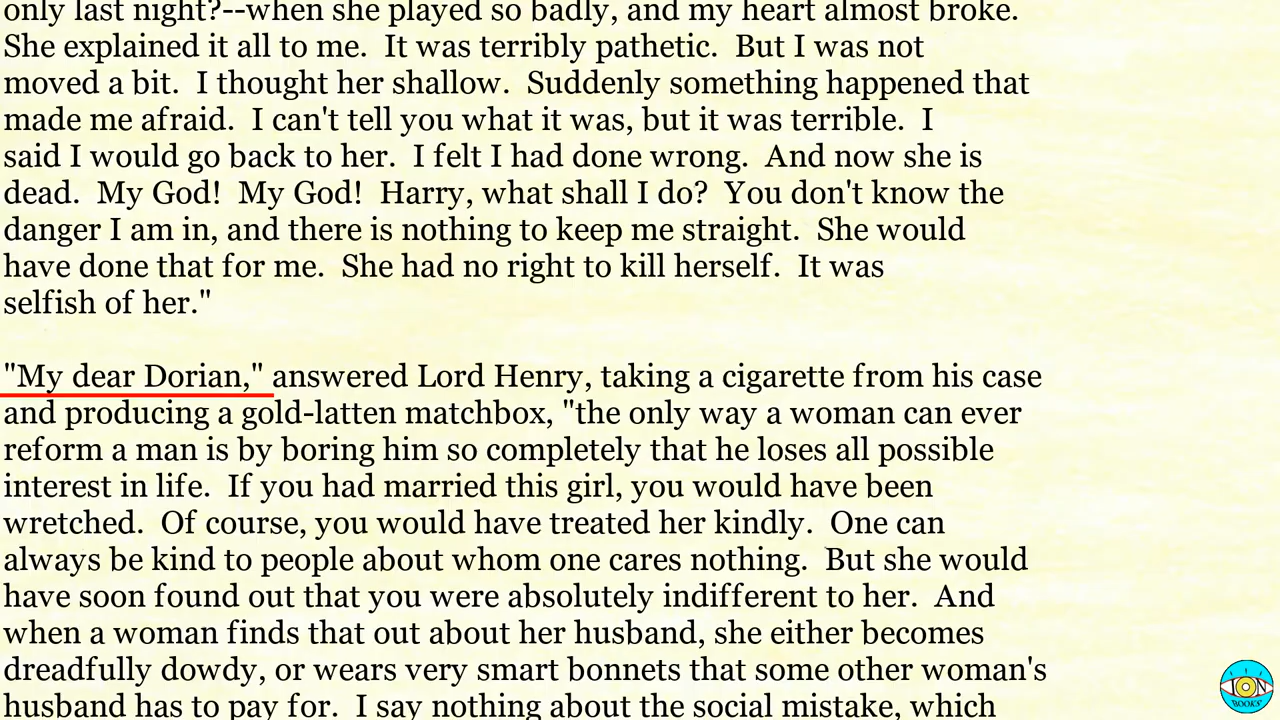 only last night?--when she played so badly, and my heart almost broke.
She explained it all to me.  It was terribly pathetic.  But I was not
moved a bit.  I thought her shallow.  Suddenly something happened that
made me afraid.  I can't tell you what it was, but it was terrible.  I
said I would go back to her.  I felt I had done wrong.  And now she is
dead.  My God!  My God!  Harry, what shall I do?  You don't know the
danger I am in, and there is nothing to keep me straight.  She would
have done that for me.  She had no right to kill herself.  It was
selfish of her."
"My dear Dorian," answered Lord Henry, taking a cigarette from his case
and producing a gold-latten matchbox, "the only way a woman can ever
reform a man is by boring him so completely that he loses all possible
interest in life.  If you had married this girl, you would have been
wretched.  Of course, you would have treated her kindly.  One can
always be kind to people about whom one cares nothing.  But she would
have soon found out that you were absolutely indifferent to her.  And
when a woman finds that out about her husband, she either becomes
dreadfully dowdy, or wears very smart bonnets that some other woman's
husband has to pay for.  I say nothing about the social mistake, which
ION
BOOKS